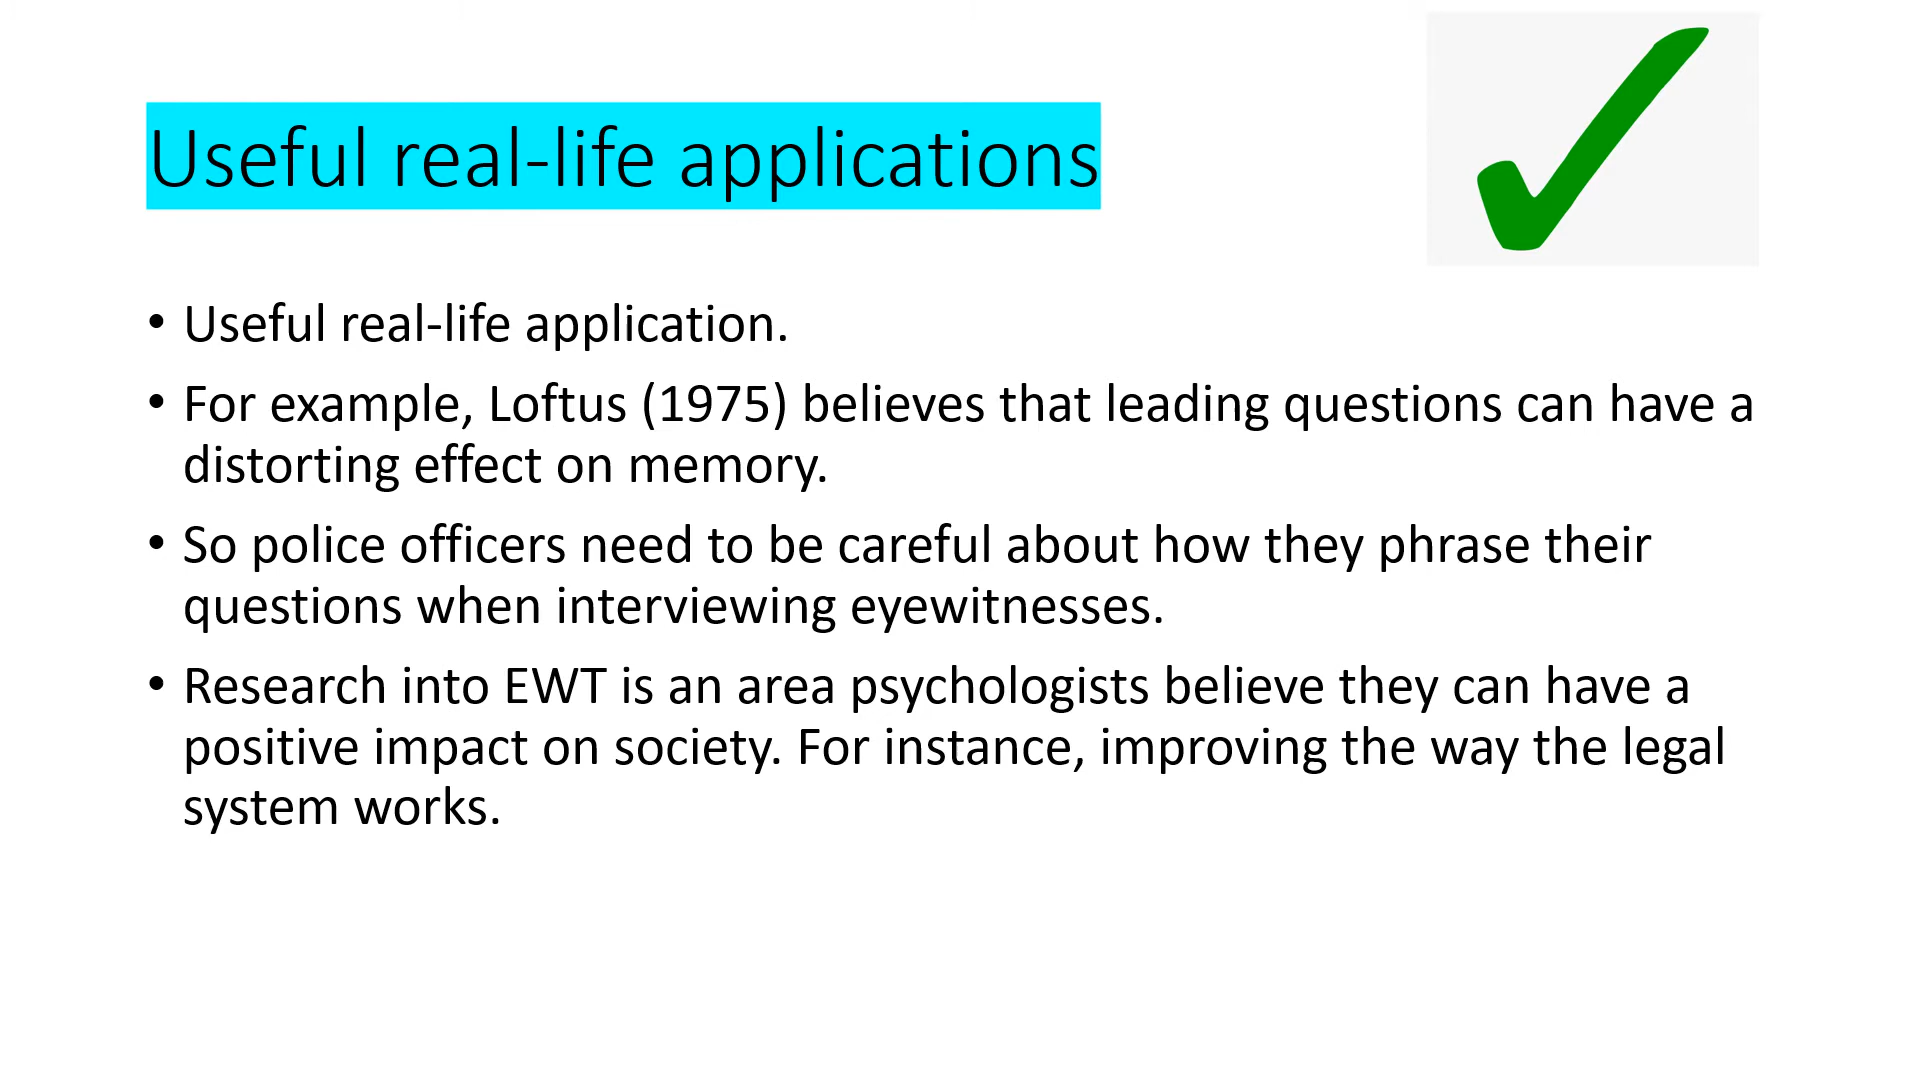 Useful real-life applications
• Useful real-life application.
• For example, Loftus (1975) believes that leading questions can have a
distorting effect on memory.
• So police officers need to be careful about how they phrase their
questions when interviewing eyewitnesses.
• Research into EWT is an area psychologists believe they can have a
positive impact on society. For instance, improving the way the legal
system works.